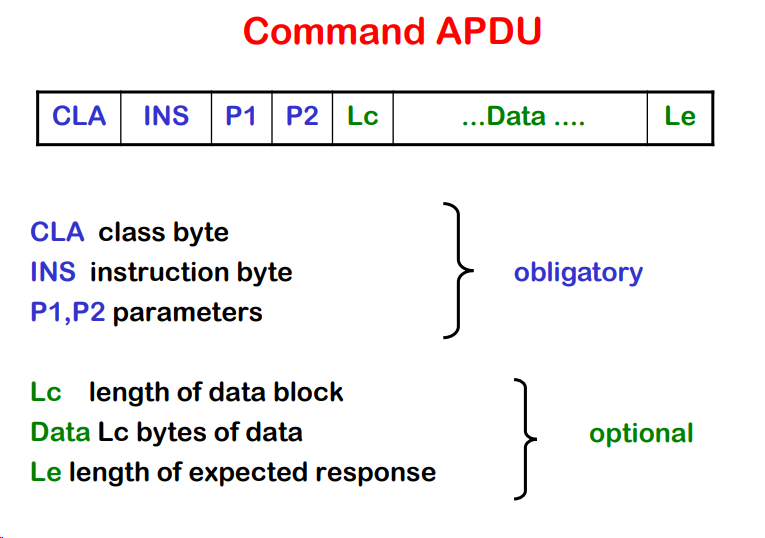 Command APDU
CLA INS P1 P2 Lc ...Data .... Le
CLA class byte
INS instruction byte
P1,P2 parameters
obligatory
Lc length of data block
Data Lc bytes of data
Le length of expected response
optional